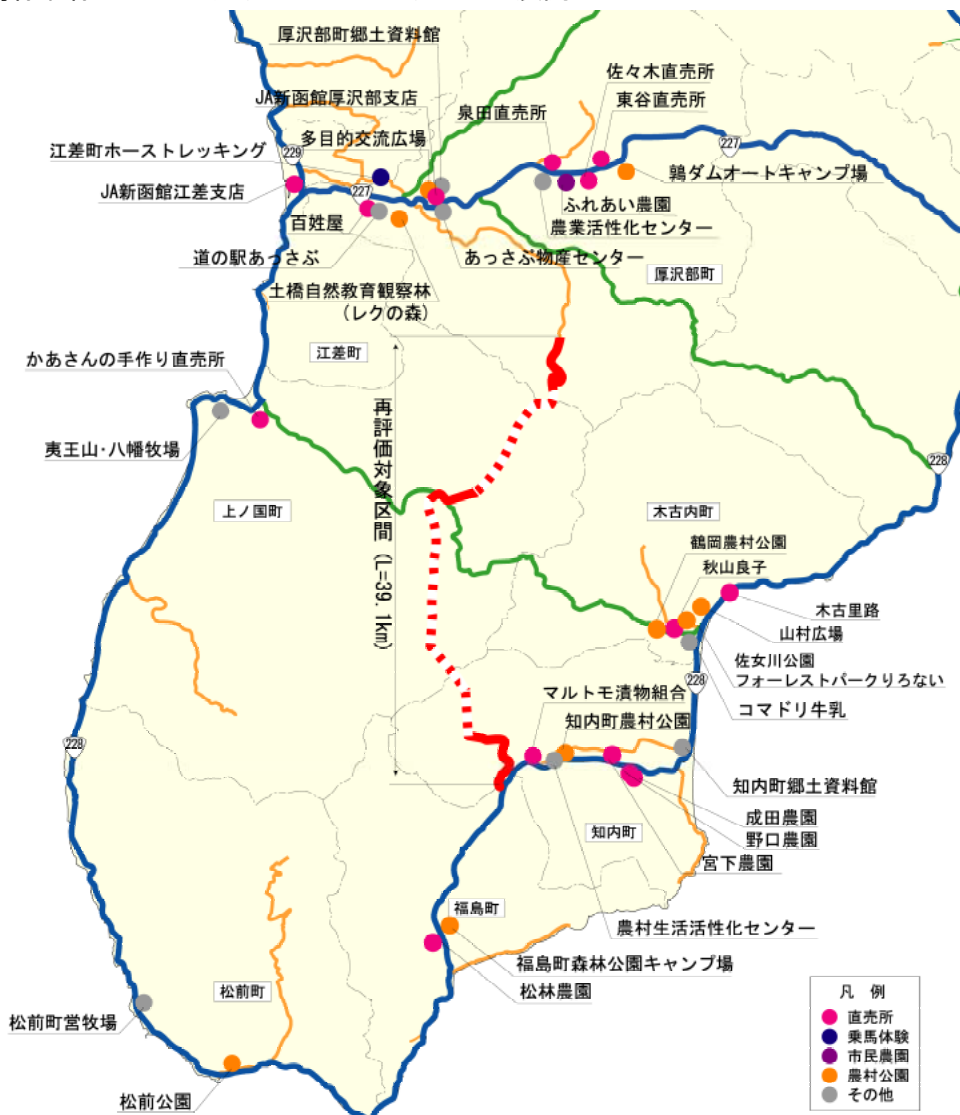 厚沢部町郷土資料館
佐々木直売所
JA新函館厚沢部支店
泉田直売所
東谷直売所
多目的交流広場
江差町ホーストレッキング
229
227
JA新函館江差支店
227
鶉ダムオートキャンプ場
ふれあい農園
百姓屋
農業活性化センター
道の駅あっさぶ
あっさぶ物産センター
厚沢部町
土橋自然教育観察林
(レクの森)
江差町
かあさんの手作り直売所
再評価対象区間(L=39.1km)
夷王山・八幡牧場
228
上ノ国町
木古内町
鶴岡農村公園
秋山良子
木古里路
山村広場
佐女川公園
フォーレストパークりろない
228
マルトモ漬物組合
コマドリ牛乳
知内町農村公園
228
知内町郷土資料館
成田農園
知内町
野口農園
宮下農園
福島町
農村生活活性化センター
福島町森林公園キャンプ場
松林農園
松前町
松前町営牧場
松前公園
凡 例
直売所
乗馬体験
市民農園
農村公園
その他